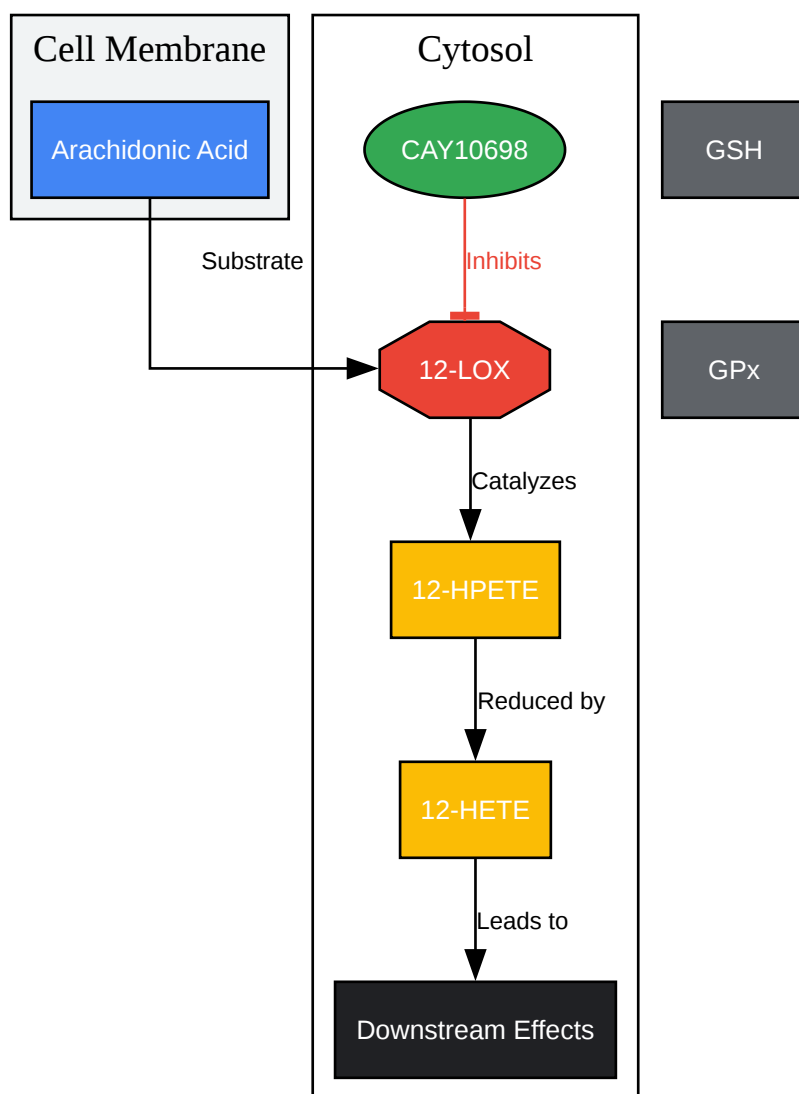 Cell Membrane
Cytosol
Arachidonic Acid
CAY10698
GSH
Substrate
Inhibits
12-LOX
GPx
Catalyzes
12-HPETE
Reduced by
12-HETE
Leads to
Downstream Effects